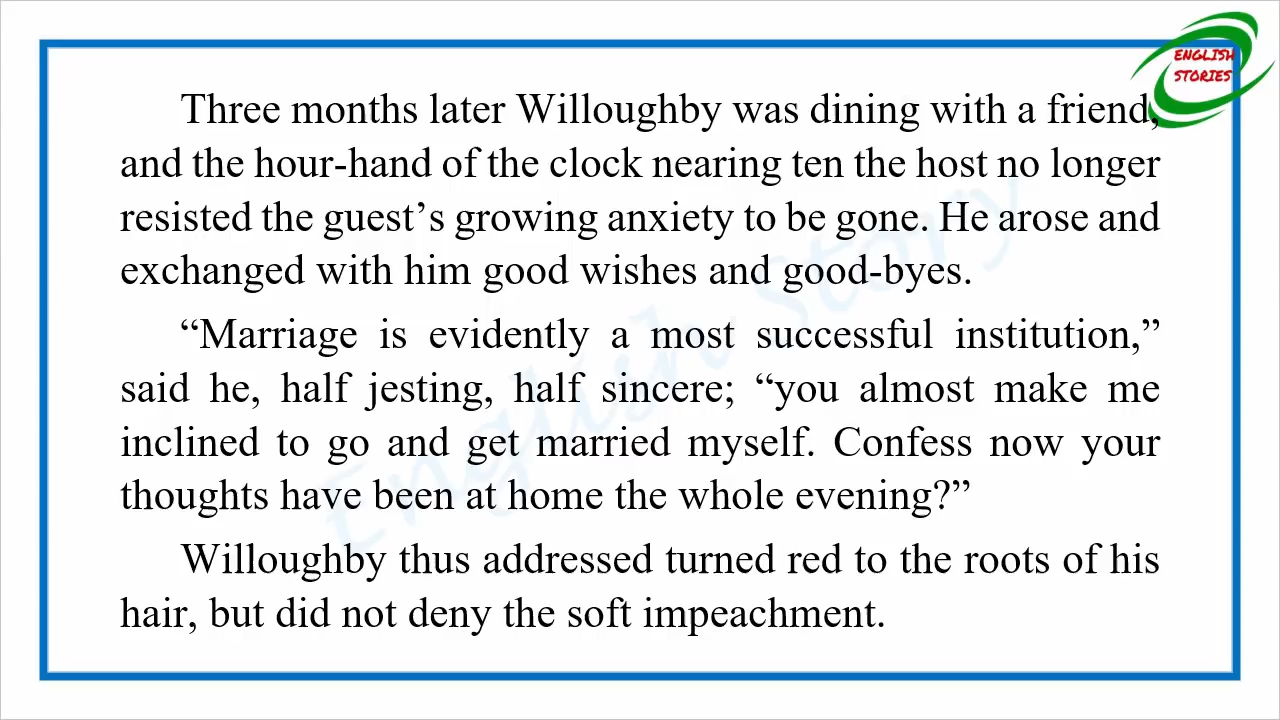 ENGLISH
STORIES
Three months later Willoughby was dining with a friend,
and the hour-hand of the clock nearing ten the host no longer
resisted the guest’s growing anxiety to be gone. He arose and
exchanged with him good wishes and good-byes.
“Marriage is evidently a most successful institution,”
said he, half jesting, half sincere; “you almost make me
inclined to go and get married myself. Confess now your
thoughts have been at home the whole evening?”
Willoughby thus addressed turned red to the roots of his
hair, but did not deny the soft impeachment.
English Story